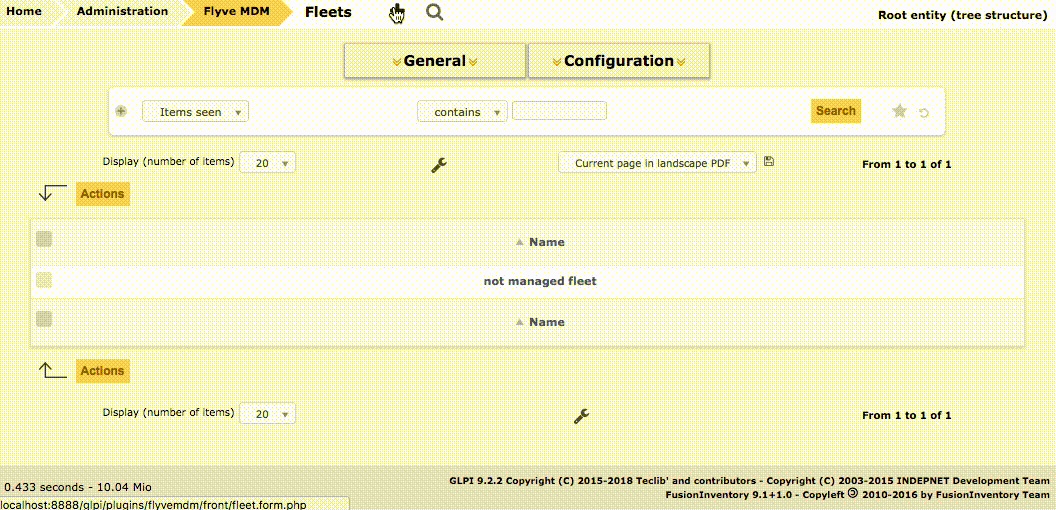 Home Administration Flyve MDM Fleets Root entity (tree structure)
General Configuration
Items seen contains Search
Display (number of items) 20 Current page in landscape PDF From 1 to 1 of 1
Actions
Name
not managed fleet
Name
Actions
Display (number of items) 20 From 1 to 1 of 1
0.433 seconds - 10.04 Mio
GLPI 9.2.2 Copyright (C) 2015-2018 Teclib' and contributors - Copyright (C) 2003-2015 INDEPNET Development Team
FusionInventory 9.1+1.0 - Copyleft 🄯 2010-2016 by FusionInventory Team
localhost:8888/glpi/plugins/flyvemdm/front/fleet.form.php